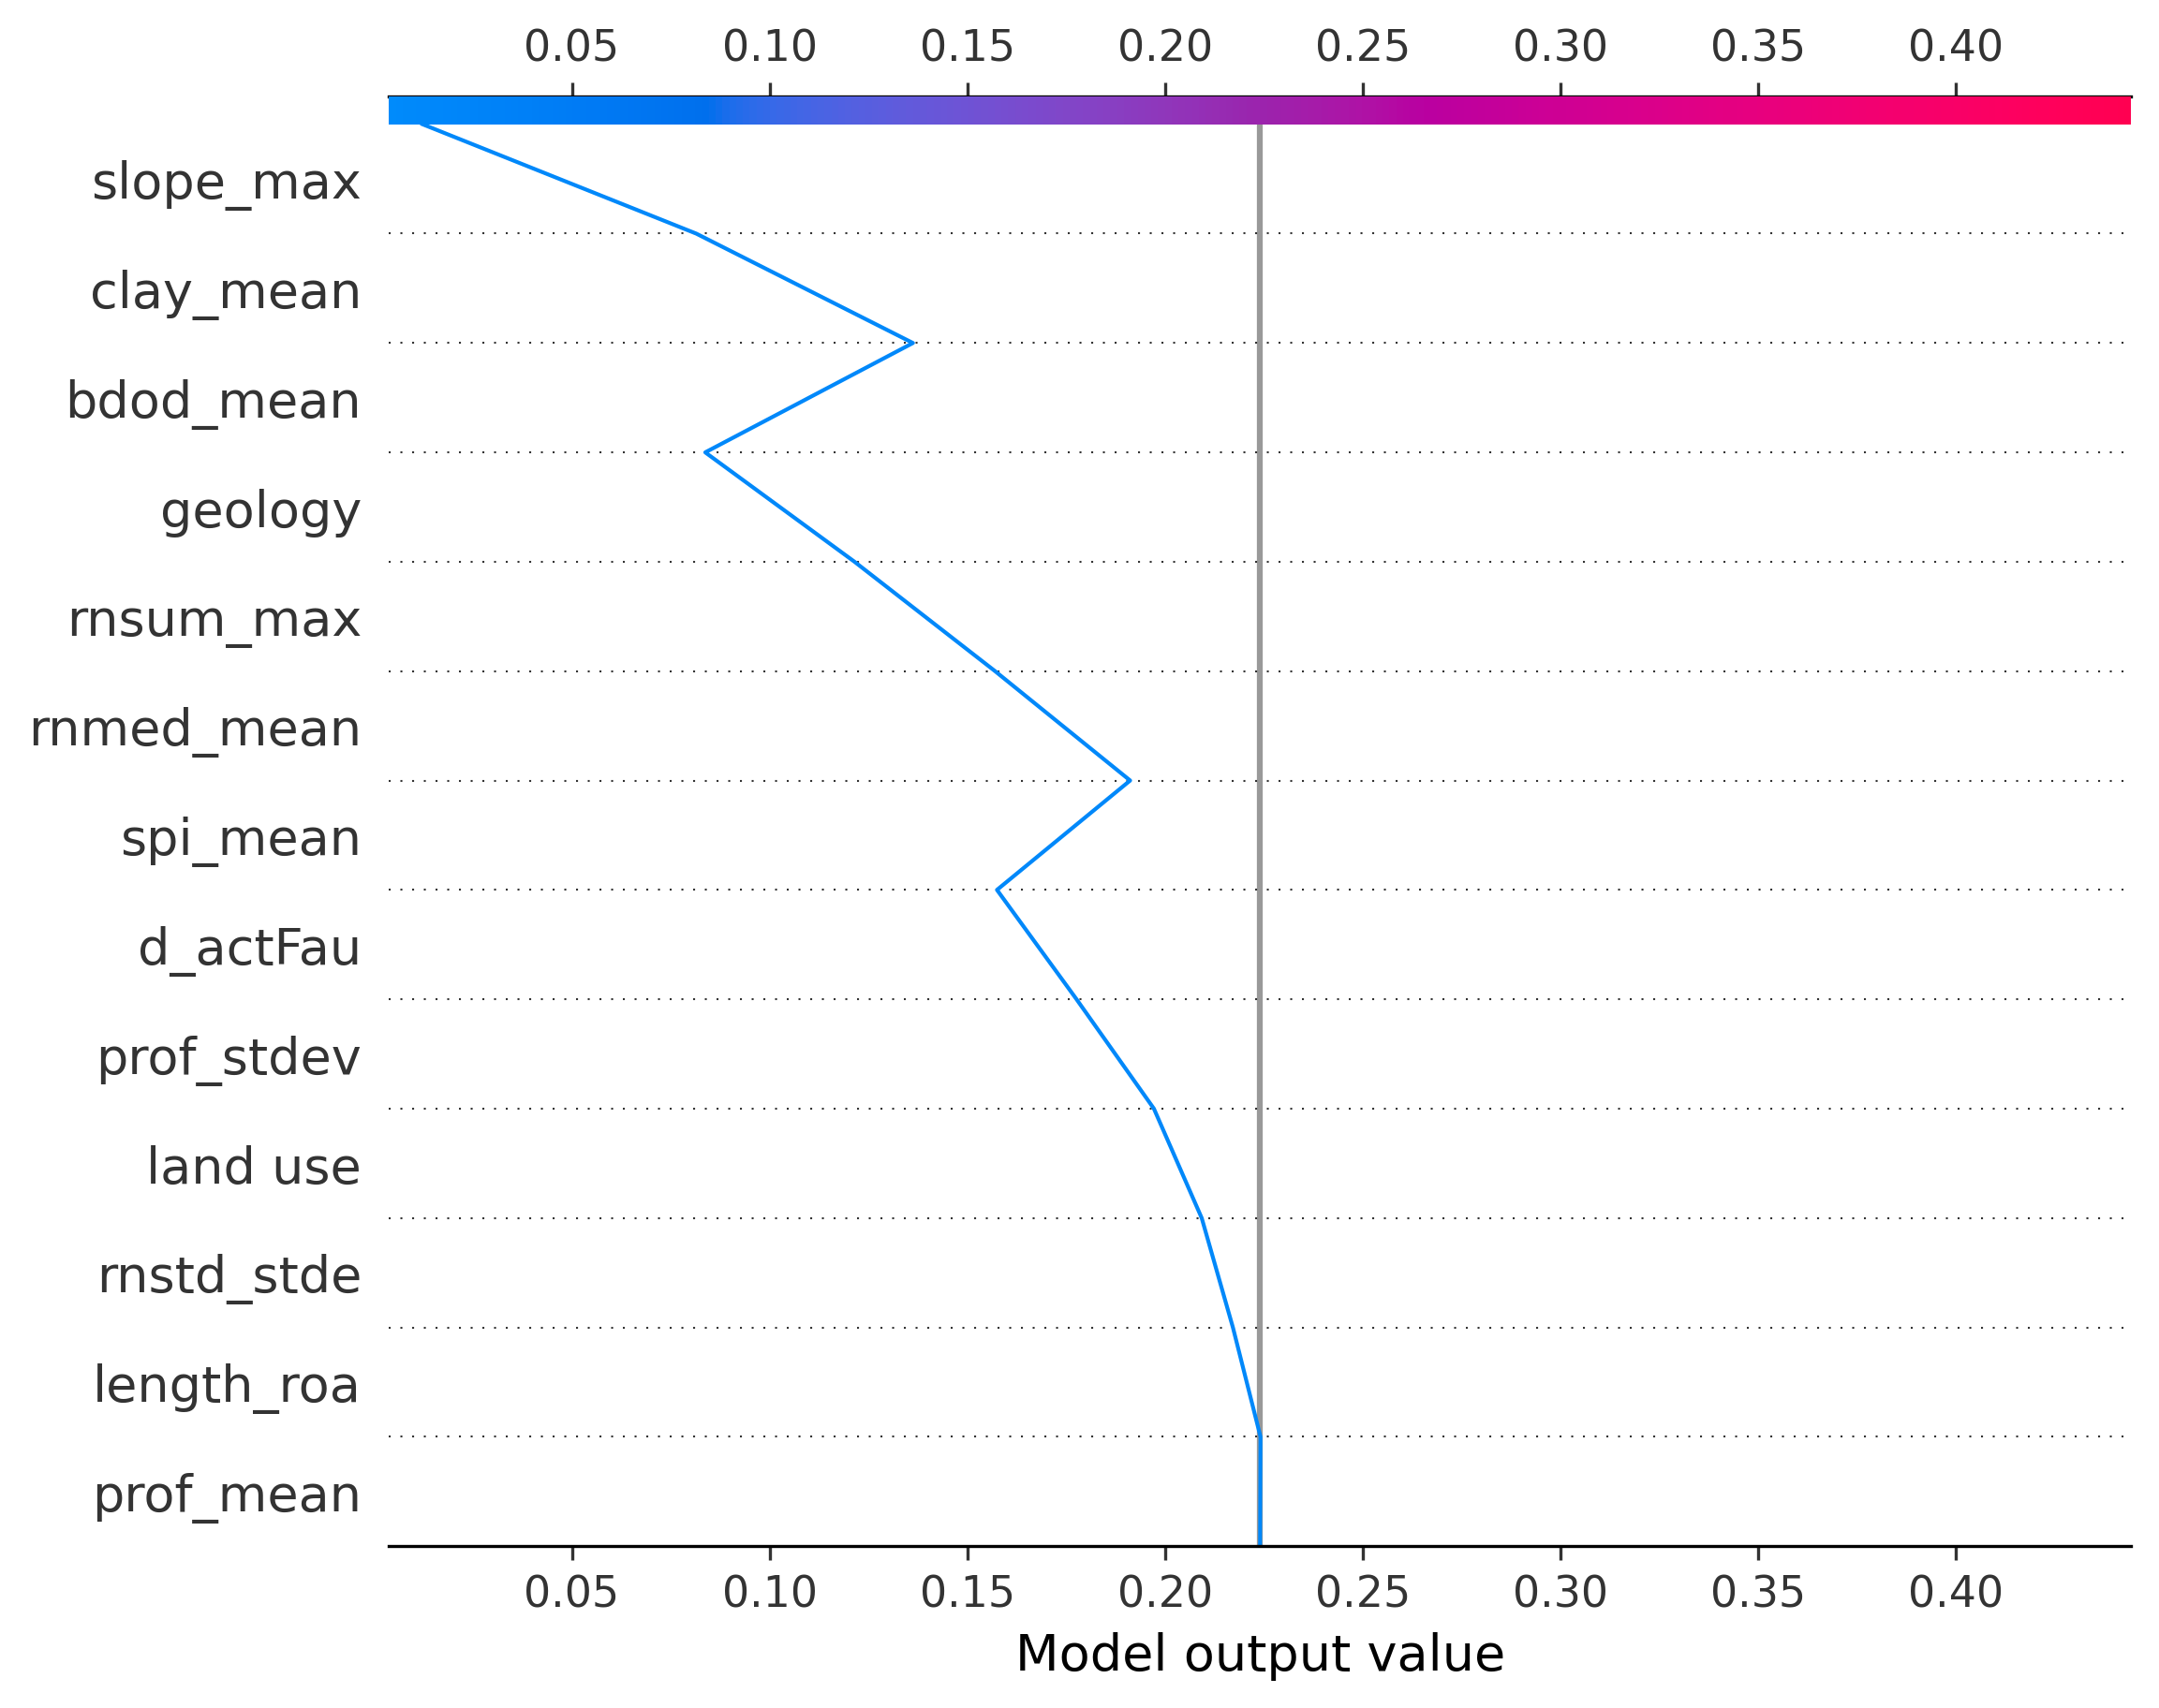 0.05 0.10 0.15 0.20 0.25 0.30 0.35 0.40
slope_max
clay_mean
bdod_mean
geology
rnsum_max
rnmed_mean
spi_mean
d_actFau
prof_stdev
land use
rnstd_stde
length_roa
prof_mean
0.05 0.10 0.15 0.20 0.25 0.30 0.35 0.40
Model output value